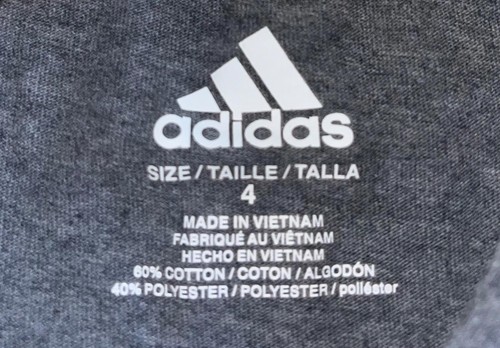 adidas
SIZE / TAILLE / TALLA
4
MADE IN VIETNAM
FABRIQUÉ AU VIÊTNAM
HECHO EN VIETNAM
60% COTTON / COTON / ALGODÓN
40% POLYESTER / POLYESTER / poliéster